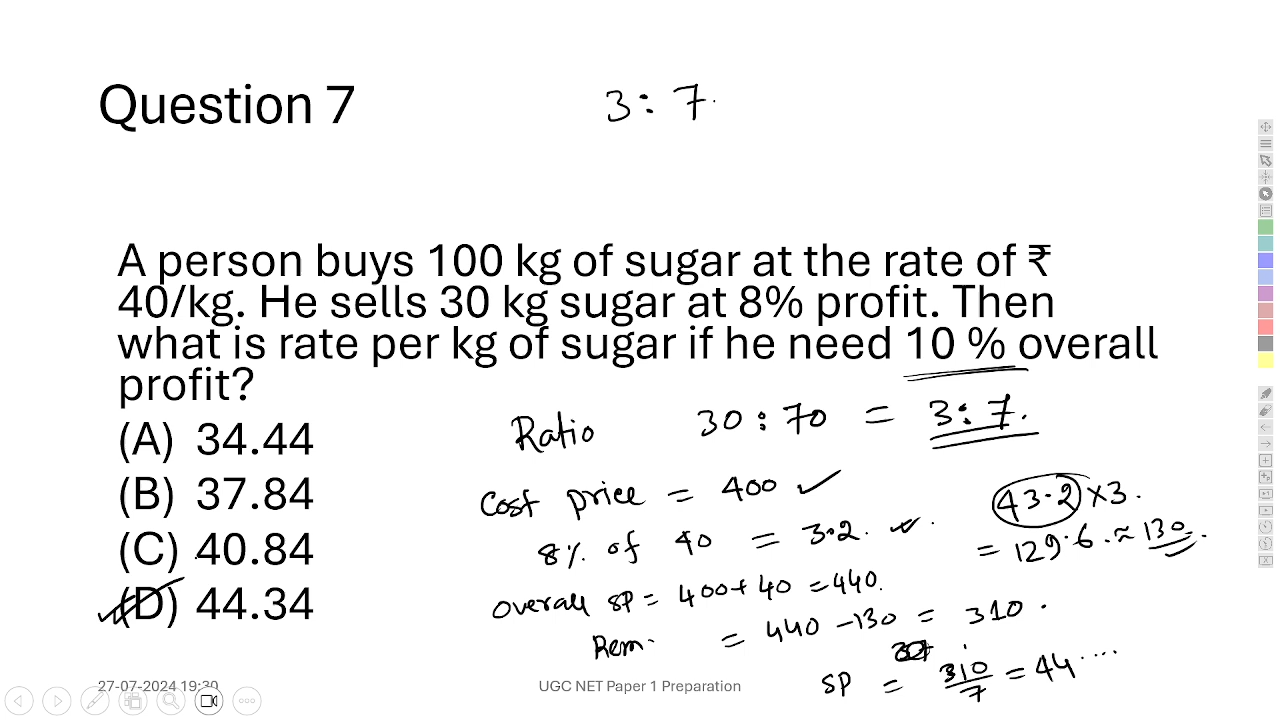 Question 7
3 : 7.
A person buys 100 kg of sugar at the rate of ₹
40/kg. He sells 30 kg sugar at 8% profit. Then
what is rate per kg of sugar if he need 10 % overall
profit?
(A) 34.44
(B) 37.84
(C) 40.84
(D) 44.34
Ratio 30 : 70 = 3 : 7.
Cost price = 400 ✓
8% of 40 = 3.2. ✓
43.2 × 3.
= 129.6. ≈ 130.
Overall SP = 400 + 40 = 440.
Rem. = 440 - 130 = 310.
SP = 310/7 = 44 ....
27-07-2024 19:30
UGC NET Paper 1 Preparation